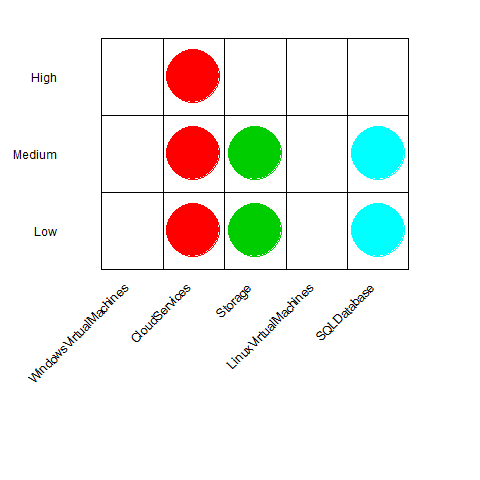 High
Medium
Low
WindowsVirtualMachines
CloudServices
Storage
LinuxVirtualMachines
SQLDatabase